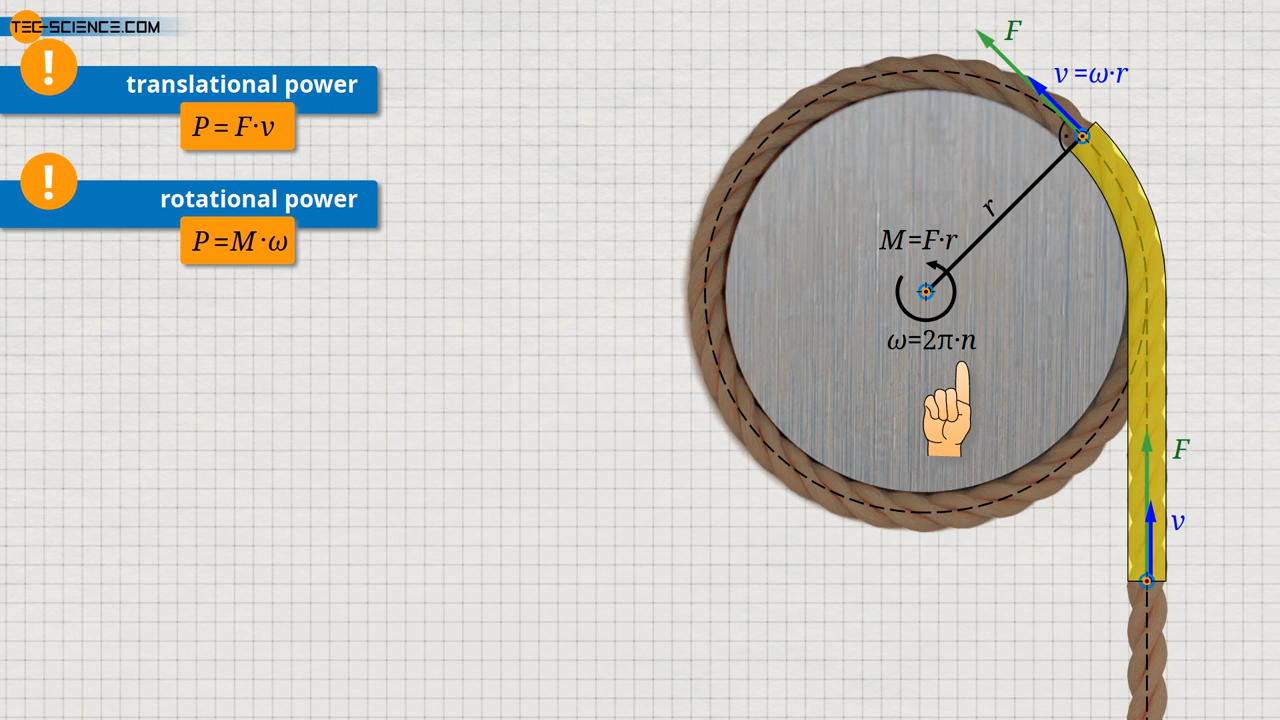 TEC-SCIENCE.COM
!
translational power
P = F·v
!
rotational power
P=M·ω
F
v=ω·r
r
M=F·r
ω=2π·n
F
v